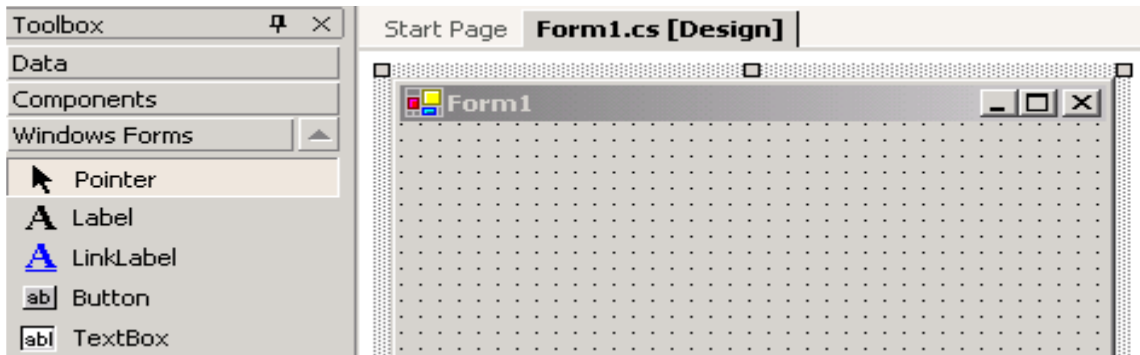 Toolbox
Data
Components
Windows Forms
Pointer
A Label
A LinkLabel
ab Button
abl TextBox
Start Page Form1.cs [Design]
Form1